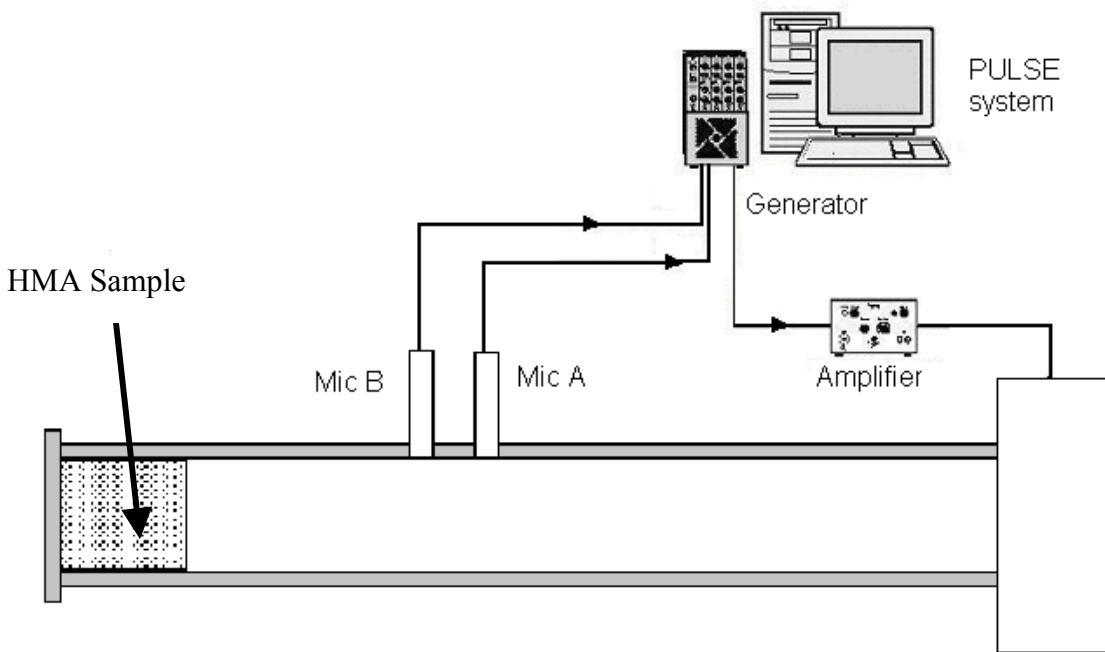 PULSE
system
Generator
HMA Sample
Mic B
Mic A
Amplifier